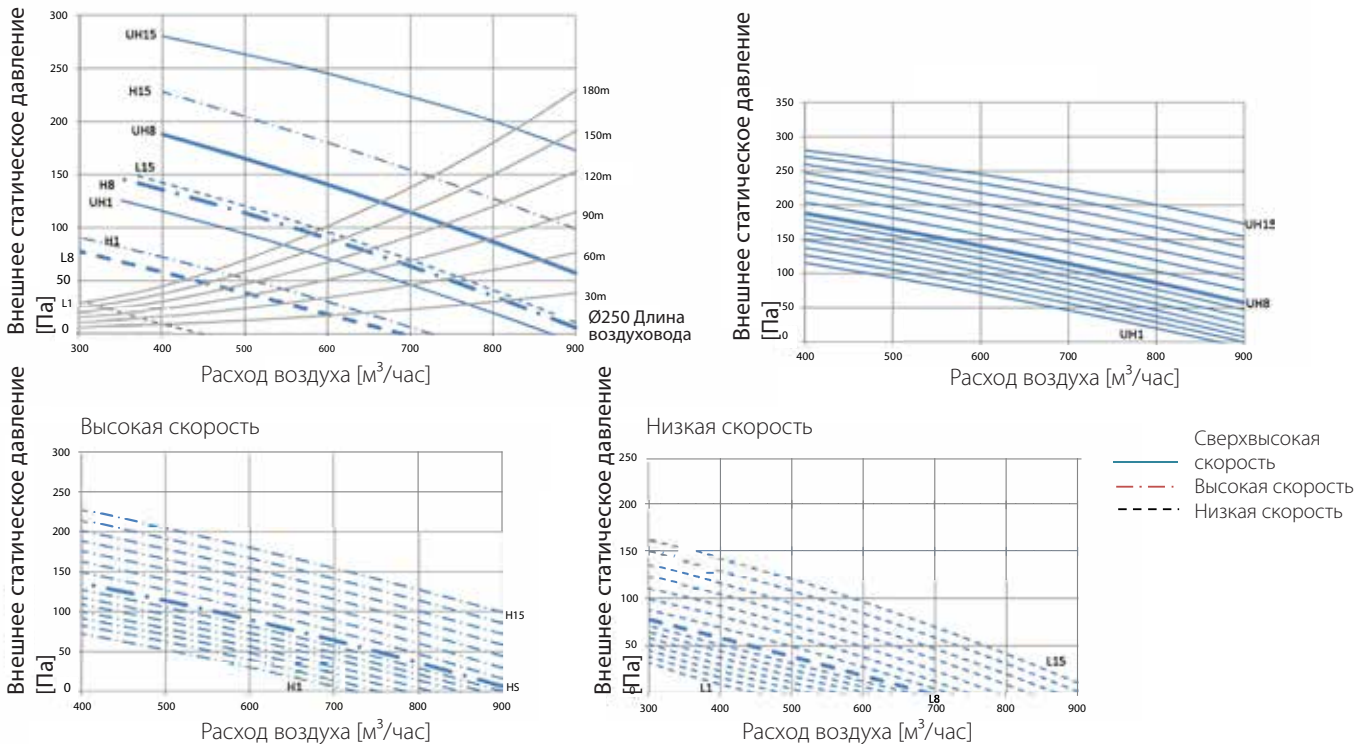 Внешнее статическое давление
[Па]
300
250
200
150
100
50
0
UH15
H15
UH8
L15
H8
UH1
H1
L8
L1
180m
150m
120m
90m
60m
30m
Ø250 Длина
воздуховода
300 400 500 600 700 800 900
Расход воздуха [м³/час]
Внешнее статическое давление
[Па]
350
300
250
200
150
100
50
0
UH15
UH8
UH1
400 500 600 700 800 900
Расход воздуха [м³/час]
Высокая скорость
Внешнее статическое давление
[Па]
300
250
200
150
100
50
0
H15
HS
H1
400 500 600 700 800 900
Расход воздуха [м³/час]
Низкая скорость
Внешнее статическое давление
[Па]
250
200
150
100
50
0
L15
L1
L8
300 400 500 600 700 800 900
Расход воздуха [м³/час]
Сверхвысокая
скорость
Высокая скорость
Низкая скорость